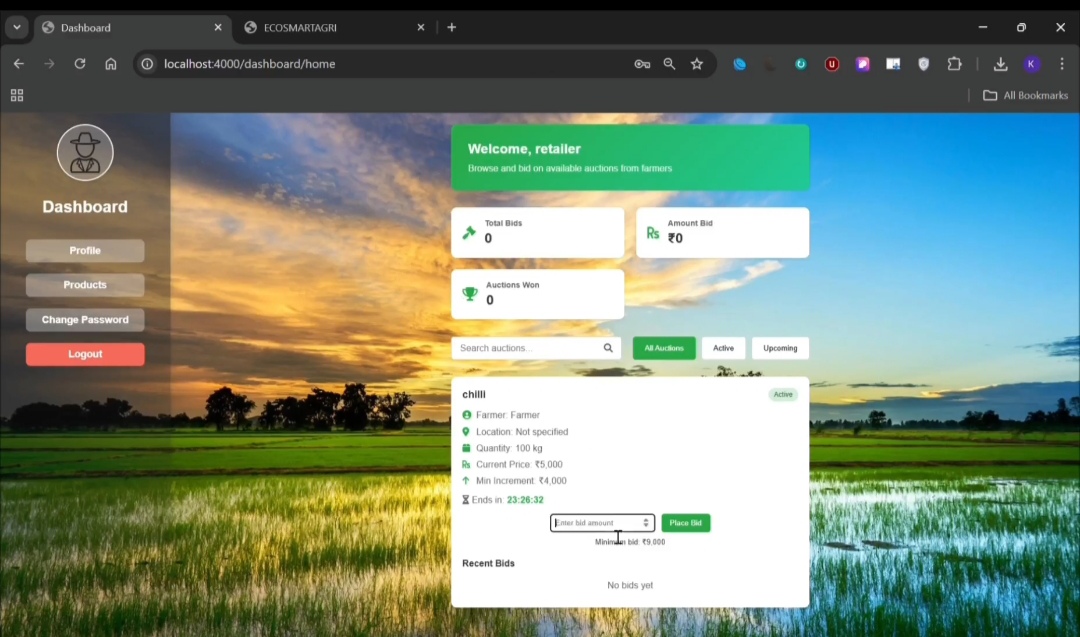 Dashboard
ECOSMARTAGRI
localhost:4000/dashboard/home
K
All Bookmarks
Dashboard
Profile
Products
Change Password
Logout
Welcome, retailer
Browse and bid on available auctions from farmers
Total Bids
0
Rs
Amount Bid
₹0
Auctions Won
0
Search auctions...
All Auctions
Active
Upcoming
chilli
Active
Farmer: Farmer
Location: Not specified
Quantity: 100 kg
Rs Current Price: ₹5,000
Min Increment: ₹4,000
Ends in: 23:26:32
Enter bid amount
Place Bid
Minimum bid: ₹9,000
Recent Bids
No bids yet